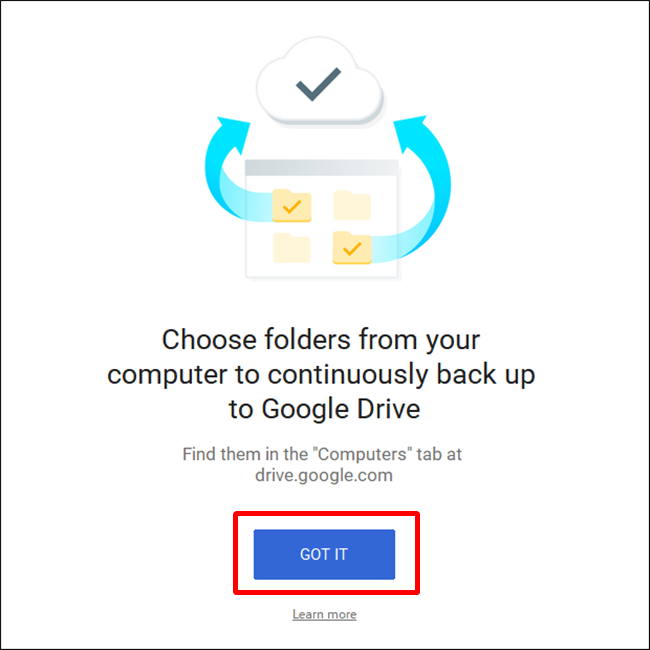 Choose folders from your
computer to continuously back up
to Google Drive
Find them in the "Computers" tab at
drive.google.com
GOT IT
Learn more